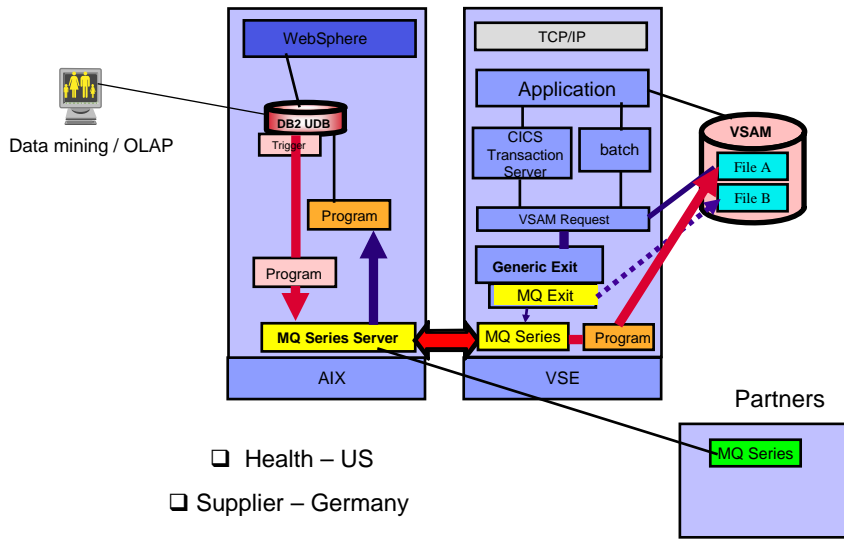 WebSphere
DB2 UDB
Trigger
Program
Program
MQ Series Server
AIX
Data mining / OLAP
TCP/IP
Application
CICS
Transaction
Server
batch
VSAM Request
Generic Exit
MQ Exit
MQ Series
Program
VSE
VSAM
File A
File B
Partners
MQ Series
❑ Health – US
❑ Supplier – Germany